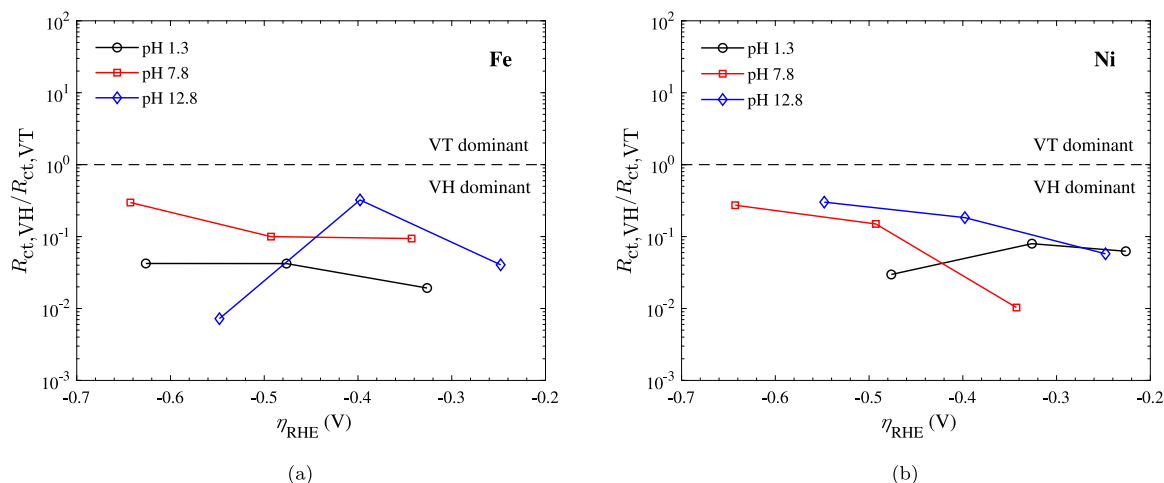 10^2
10^1
10^0
10^-1
10^-2
10^-3
R_ct,VH/R_ct,VT
pH 1.3
pH 7.8
pH 12.8
Fe
VT dominant
VH dominant
-0.7 -0.6 -0.5 -0.4 -0.3 -0.2
η_RHE (V)
(a)
10^2
10^1
10^0
10^-1
10^-2
10^-3
R_ct,VH/R_ct,VT
pH 1.3
pH 7.8
pH 12.8
Ni
VT dominant
VH dominant
-0.7 -0.6 -0.5 -0.4 -0.3 -0.2
η_RHE (V)
(b)